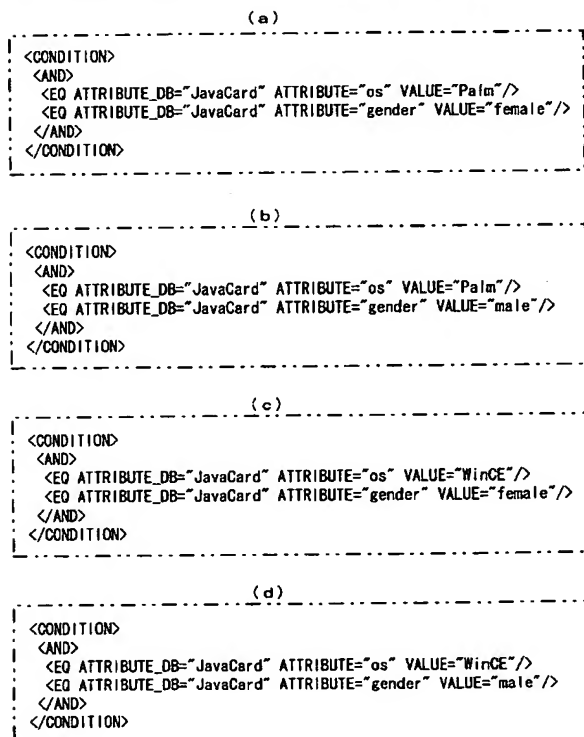 (a)
<CONDITION>
<AND>
<EQ ATTRIBUTE_DB="JavaCard" ATTRIBUTE="os" VALUE="Palm"/>
<EQ ATTRIBUTE_DB="JavaCard" ATTRIBUTE="gender" VALUE="female"/>
</AND>
</CONDITION>
(b)
<CONDITION>
<AND>
<EQ ATTRIBUTE_DB="JavaCard" ATTRIBUTE="os" VALUE="Palm"/>
<EQ ATTRIBUTE_DB="JavaCard" ATTRIBUTE="gender" VALUE="male"/>
</AND>
</CONDITION>
(c)
<CONDITION>
<AND>
<EQ ATTRIBUTE_DB="JavaCard" ATTRIBUTE="os" VALUE="WinCE"/>
<EQ ATTRIBUTE_DB="JavaCard" ATTRIBUTE="gender" VALUE="female"/>
</AND>
</CONDITION>
(d)
<CONDITION>
<AND>
<EQ ATTRIBUTE_DB="JavaCard" ATTRIBUTE="os" VALUE="WinCE"/>
<EQ ATTRIBUTE_DB="JavaCard" ATTRIBUTE="gender" VALUE="male"/>
</AND>
</CONDITION>